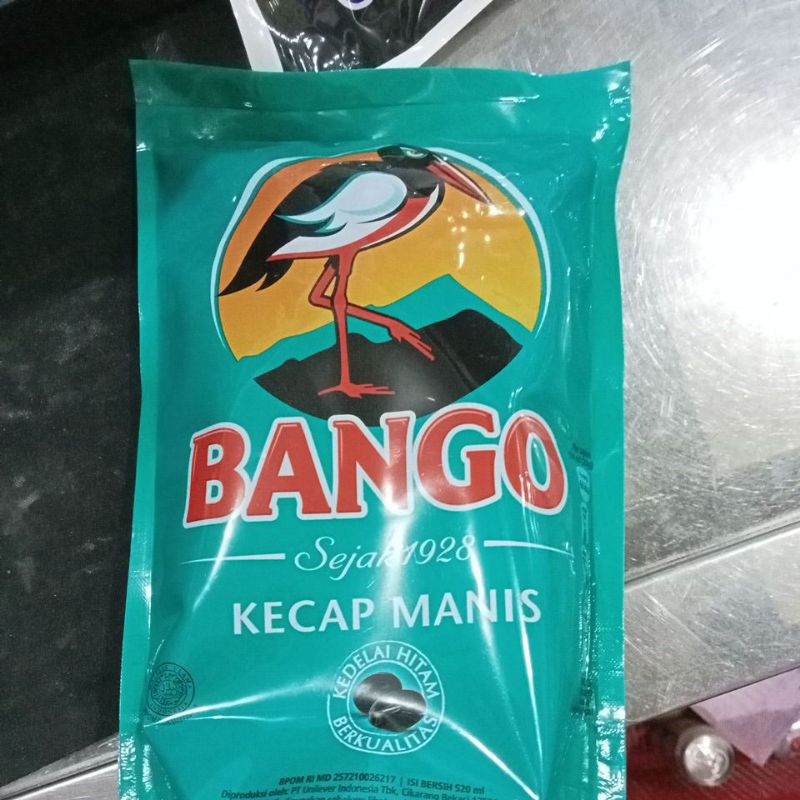 BANGO
Sejak 1928
KECAP MANIS
KEDELAI HITAM
BERKUALITAS
BPOM RI MD 257210026217 | ISI BERSIH 520 ml
Diproduksi oleh: PT Unilever Indonesia Tbk, Cikarang Bekasi